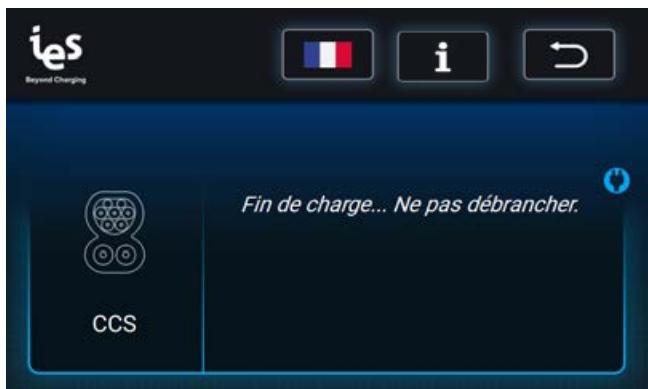 ies
Beyond Charging
i
Fin de charge... Ne pas débrancher.
CCS